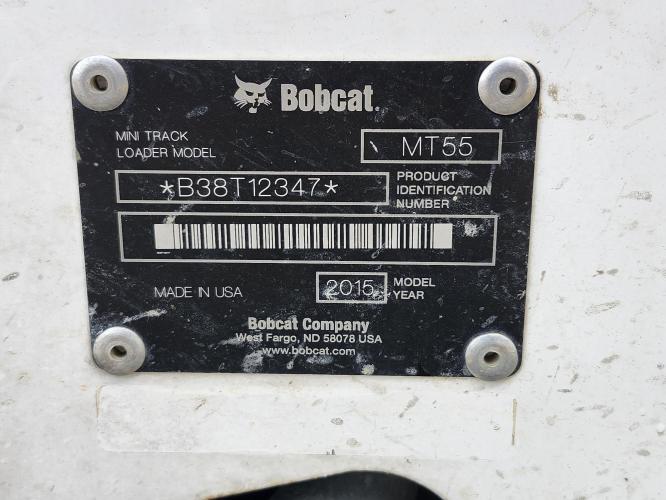 Bobcat.
MINI TRACK
LOADER MODEL
MT55
*B38T12347*
PRODUCT
IDENTIFICATION
NUMBER
MADE IN USA
2015
MODEL
YEAR
Bobcat Company
West Fargo, ND 58078 USA
www.bobcat.com